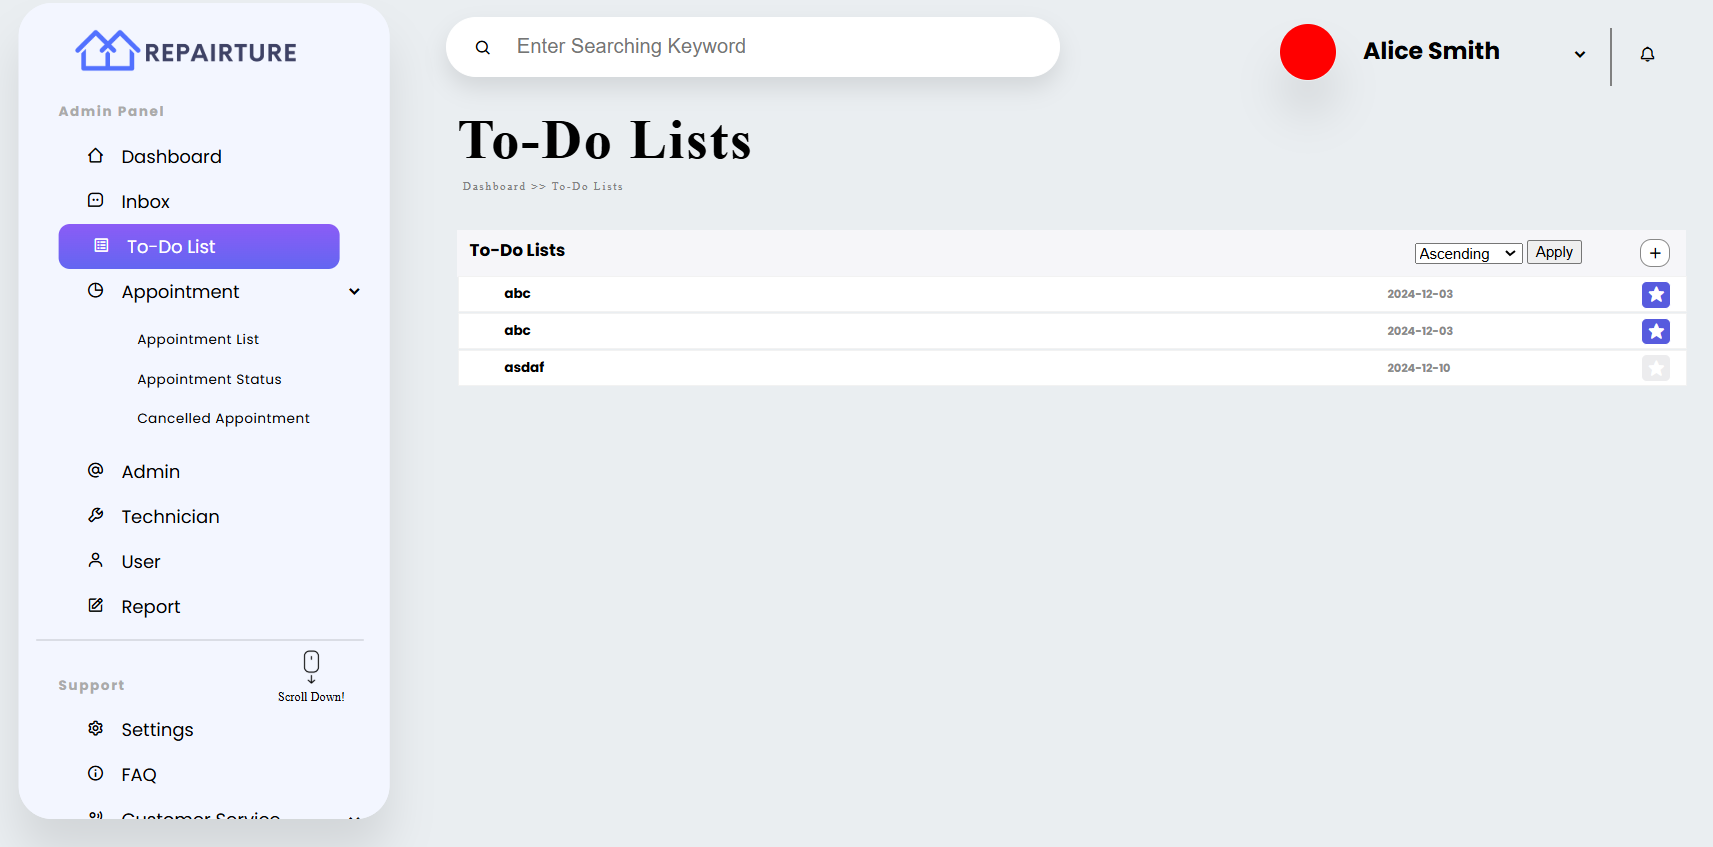 REPAIRTURE
Admin Panel
Dashboard
Inbox
To-Do List
Appointment
Appointment List
Appointment Status
Cancelled Appointment
Admin
Technician
User
Report
Scroll Down!
Support
Settings
FAQ
Customer Service
Enter Searching Keyword
Alice Smith
To-Do Lists
Dashboard >> To-Do Lists
To-Do Lists Ascending Apply +
abc 2024-12-03
abc 2024-12-03
asdaf 2024-12-10